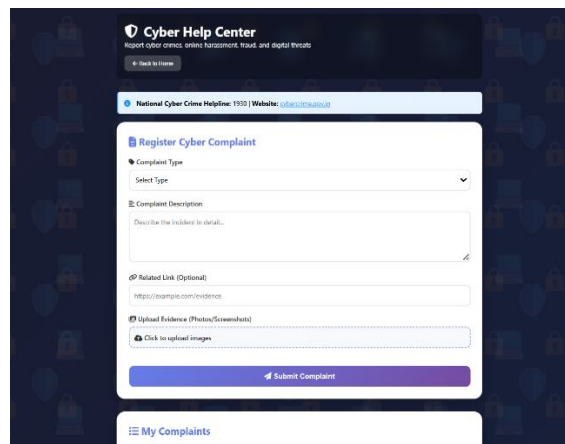 Cyber Help Center
Report cyber crimes, online harassment, fraud, and digital threats
← Back to Home
National Cyber Crime Helpline: 1930 | Website: cybercrime.gov.in
Register Cyber Complaint
Complaint Type
Select Type
Complaint Description
Describe the incident in detail...
Related Link (Optional)
https://example.com/evidence
Upload Evidence (Photos/Screenshots)
Click to upload images
Submit Complaint
My Complaints